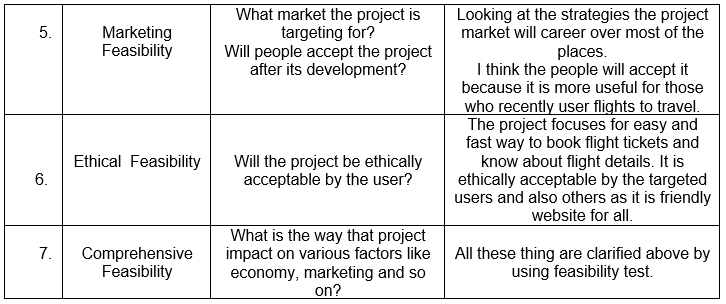 5.
Marketing
Feasibility
What market the project is
targeting for?
Will people accept the project
after its development?
Looking at the strategies the project
market will career over most of the
places.
I think the people will accept it
because it is more useful for those
who recently user flights to travel.
6.
Ethical Feasibility
Will the project be ethically
acceptable by the user?
The project focuses for easy and
fast way to book flight tickets and
know about flight details. It is
ethically acceptable by the targeted
users and also others as it is friendly
website for all.
7.
Comprehensive
Feasibility
What is the way that project
impact on various factors like
economy, marketing and so
on?
All these thing are clarified above by
using feasibility test.